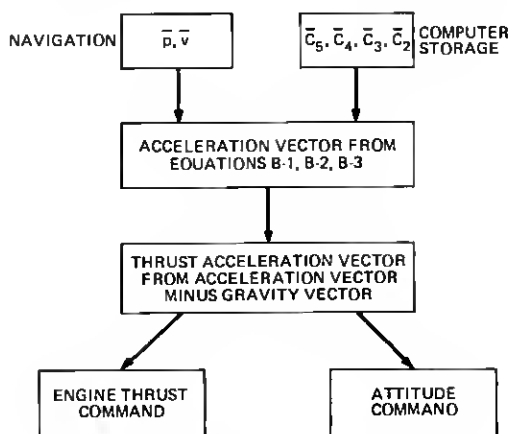 NAVIGATION
p̅, v̅
C̅₅, C̅₄, C̅₃, C̅₂
COMPUTER
STORAGE
ACCELERATION VECTOR FROM
EQUATIONS B-1, B-2, B-3
THRUST ACCELERATION VECTOR
FROM ACCELERATION VECTOR
MINUS GRAVITY VECTOR
ENGINE THRUST
COMMAND
ATTITUDE
COMMANO